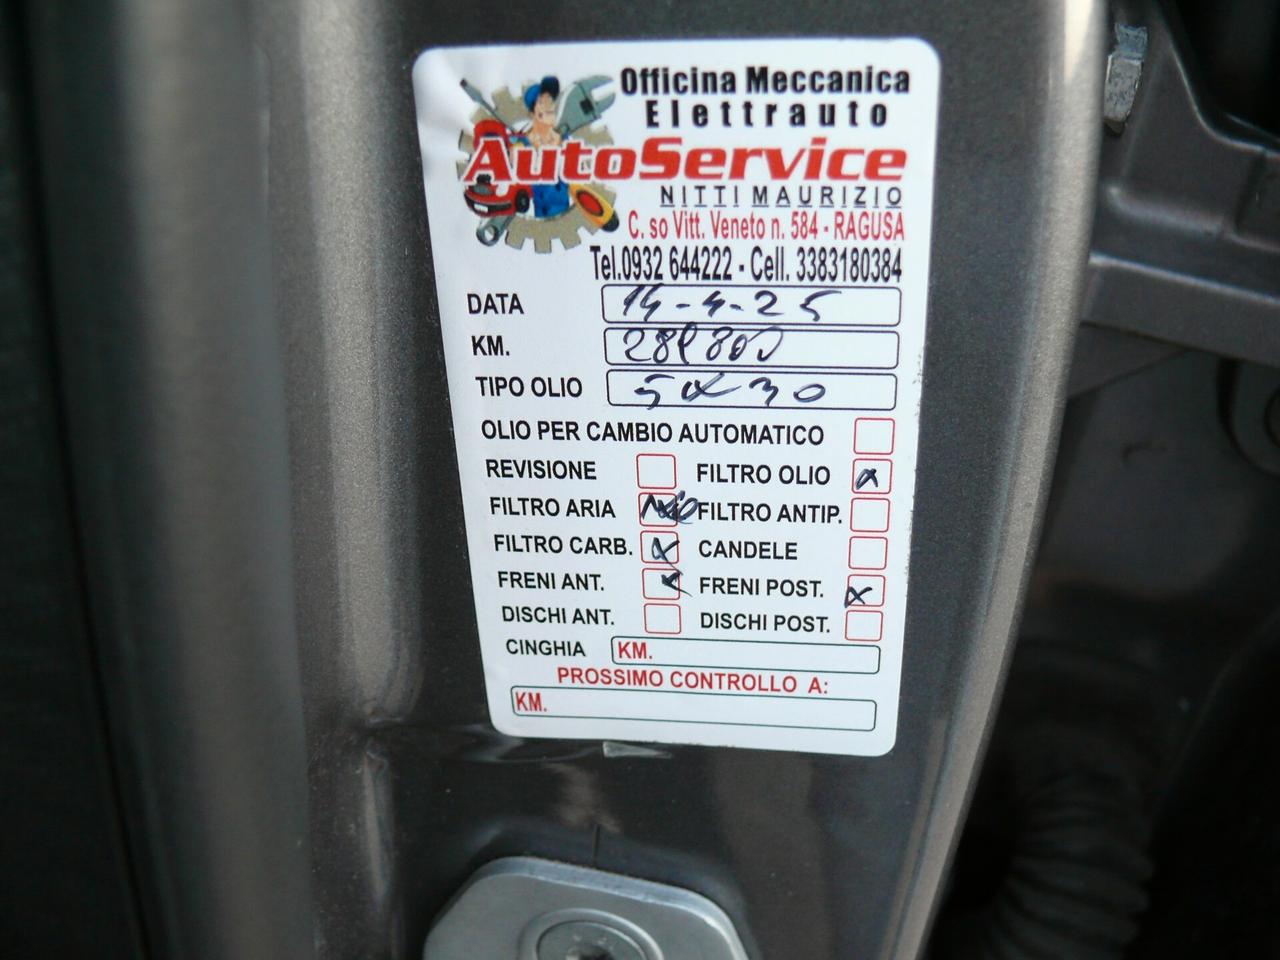 Officina Meccanica
Elettrauto
AutoService
NITTI MAURIZIO
C. so Vitt. Veneto n. 584 - RAGUSA
Tel.0932 644222 - Cell. 3383180384
DATA 14-4-25
KM.
TIPO OLIO 5W30
OLIO PER CAMBIO AUTOMATICO
REVISIONE FILTRO OLIO x
FILTRO ARIA FILTRO ANTIP.
FILTRO CARB. x CANDELE
FRENI ANT. x FRENI POST. x
DISCHI ANT. DISCHI POST.
CINGHIA KM.
PROSSIMO CONTROLLO A:
KM.